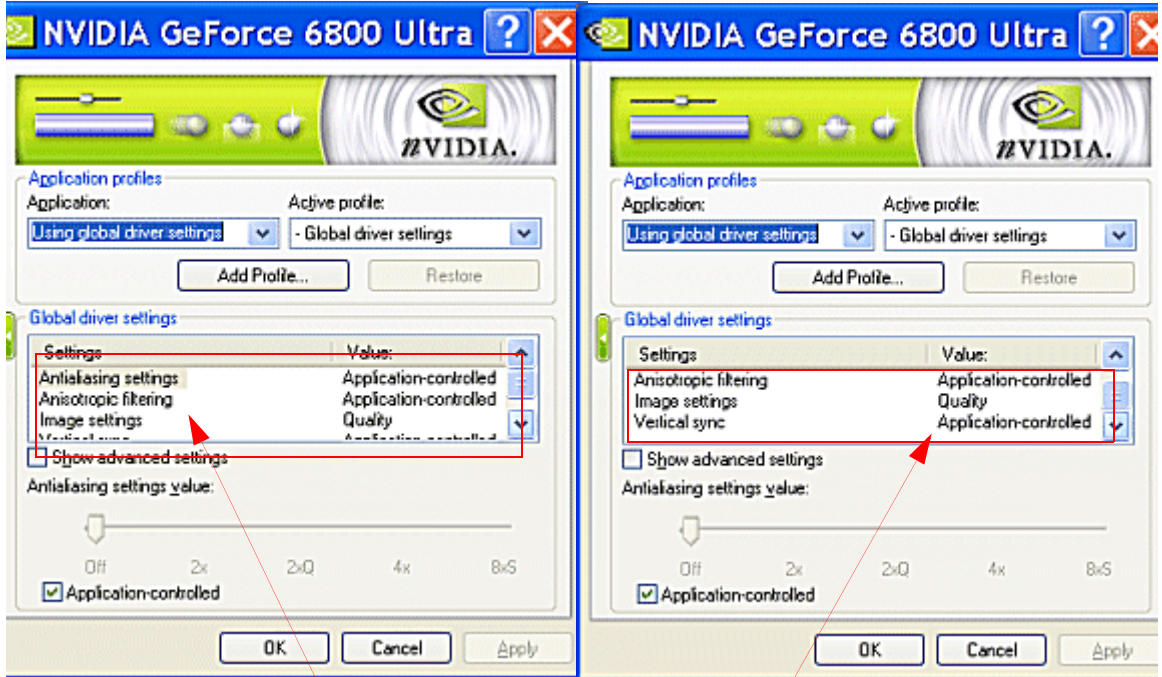 NVIDIA GeForce 6800 Ultra ?
nVIDIA.
Application profiles
Application:
Active profile:
Using global driver settings
- Global driver settings
Add Profile...
Restore
Global driver settings
Settings
Value:
Antialiasing settings
Application-controlled
Anisotropic filtering
Application-controlled
Image settings
Quality
Vertical sync
Application-controlled
Show advanced settings
Antialiasing settings value:
Off 2x 2xQ 4x 8xS
Application-controlled
OK
Cancel
Apply
NVIDIA GeForce 6800 Ultra ?
nVIDIA.
Application profiles
Application:
Active profile:
Using global driver settings
- Global driver settings
Add Profile...
Restore
Global driver settings
Settings
Value:
Anisotropic filtering
Application-controlled
Image settings
Quality
Vertical sync
Application-controlled
Show advanced settings
Antialiasing settings value:
Off 2x 2xQ 4x 8xS
Application-controlled
OK
Cancel
Apply